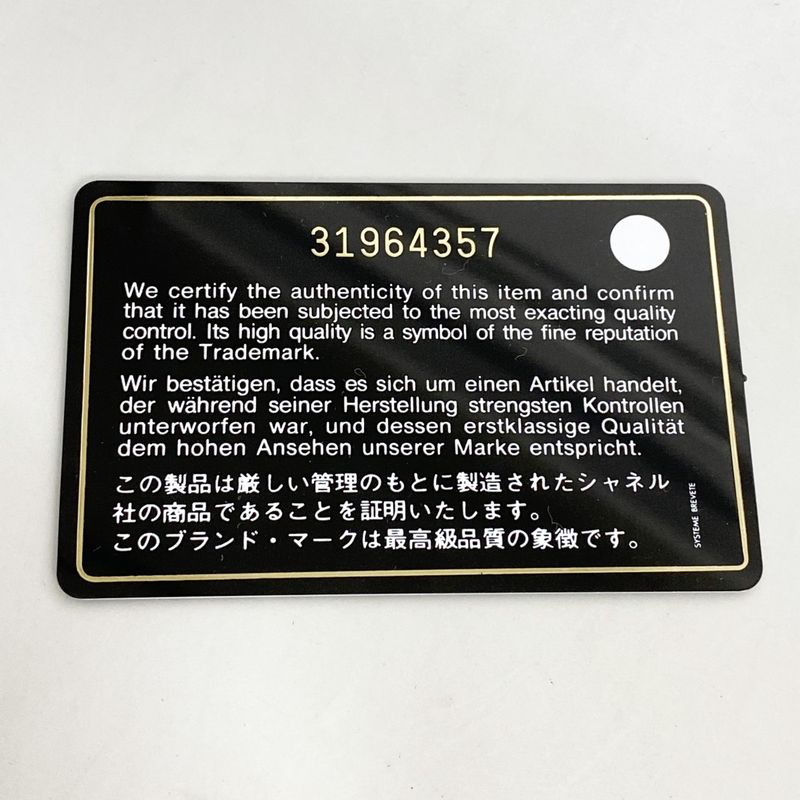 31964357
We certify the authenticity of this item and confirm
that it has been subjected to the most exacting quality
control. Its high quality is a symbol of the fine reputation
of the Trademark.
Wir bestätigen, dass es sich um einen Artikel handelt,
der während seiner Herstellung strengsten Kontrollen
unterworfen war, und dessen erstklassige Qualität
dem hohen Ansehen unserer Marke entspricht.
この製品は厳しい管理のもとに製造されたシャネル
社の商品であることを証明いたします。
このブランド・マークは最高級品質の象徴です。
SYSTEME BREVETE